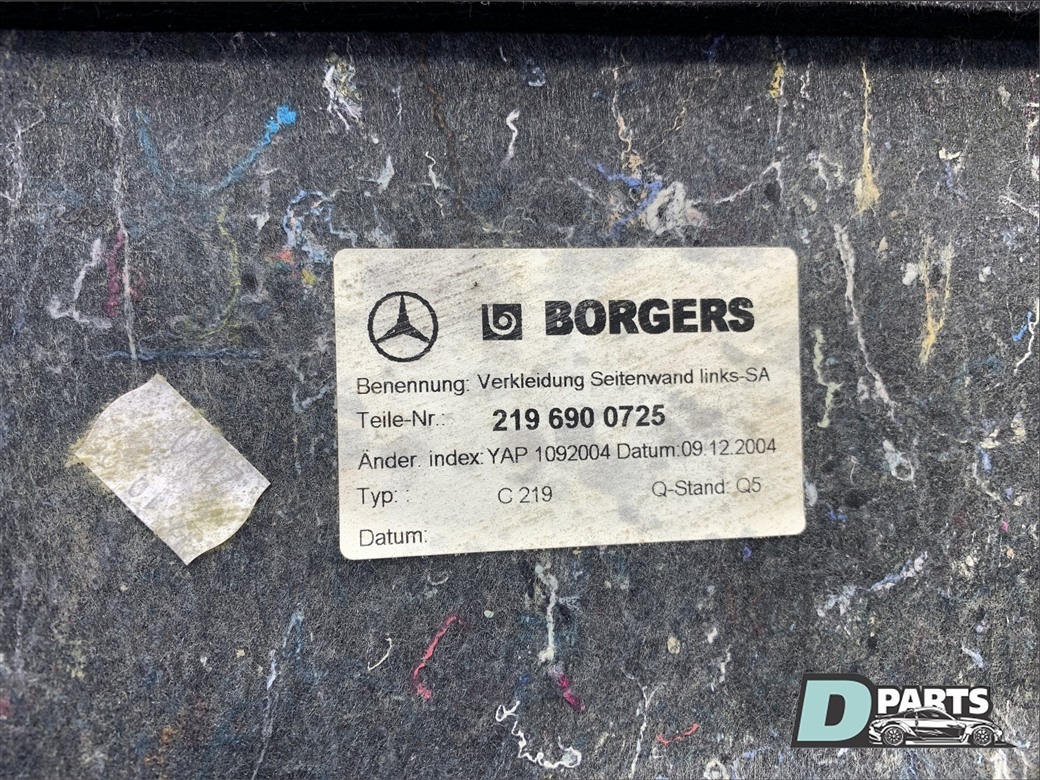 BORGERS
Benennung: Verkleidung Seitenwand links-SA
Teile-Nr.: 219 690 0725
Änder. index: YAP 1092004 Datum:09.12.2004
Typ: : C 219 Q-Stand: Q5
Datum:
D PARTS